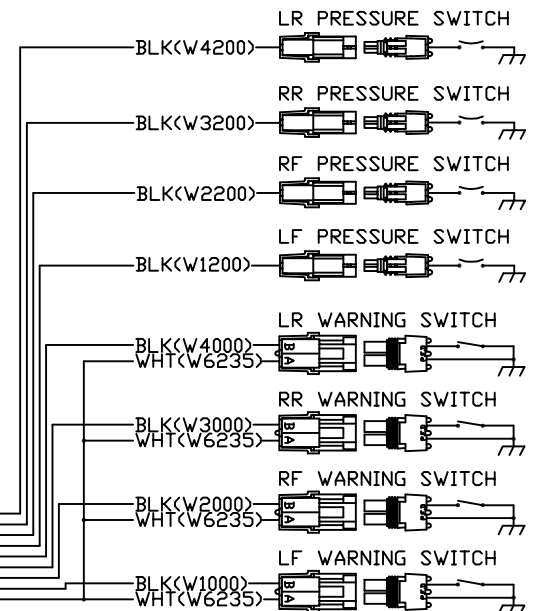 LR PRESSURE SWITCH
BLK(W4200)
RR PRESSURE SWITCH
BLK(W3200)
RF PRESSURE SWITCH
BLK(W2200)
LF PRESSURE SWITCH
BLK(W1200)
LR WARNING SWITCH
BLK(W4000) B
WHT(W6235) A
RR WARNING SWITCH
BLK(W3000) B
WHT(W6235) A
RF WARNING SWITCH
BLK(W2000) B
WHT(W6235) A
LF WARNING SWITCH
BLK(W1000) B
WHT(W6235) A